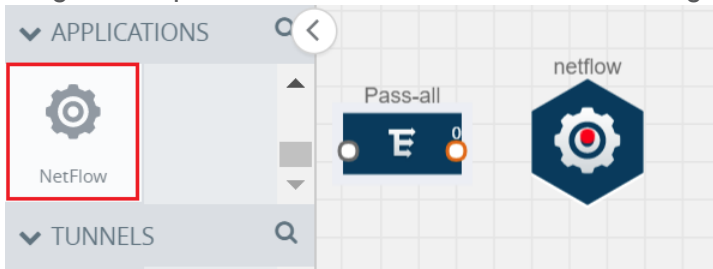 APPLICATIONS
NetFlow
TUNNELS
Pass-all
0
netflow